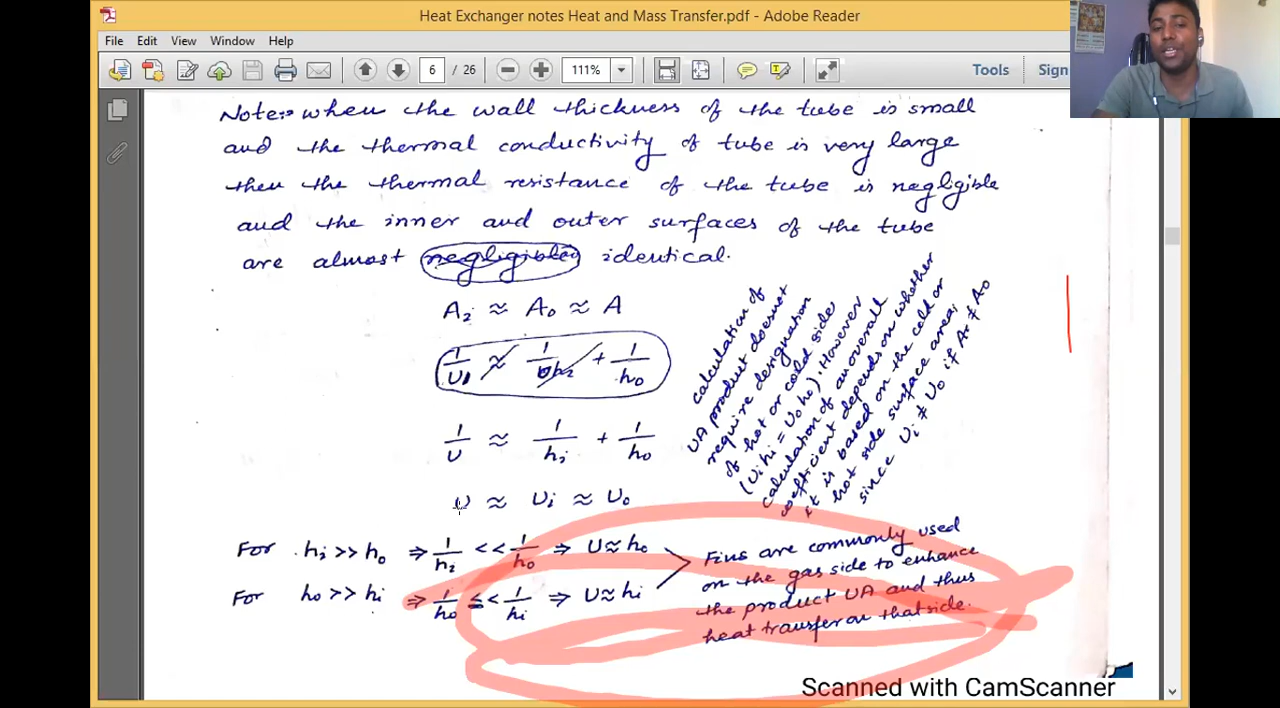 Heat Exchanger notes Heat and Mass Transfer.pdf - Adobe Reader
File Edit View Window Help
6 / 26
111%
Tools
Sign
Note:- when the wall thickness of the tube is small
and the thermal conductivity of tube is very large
then the thermal resistance of the tube is negligible
and the inner and outer surfaces of the tube
are almost negligible identical.
Ai ≈ Ao ≈ A
1/U ≈ 1/hi + 1/ho
1/U ≈ 1/hi + 1/ho
U ≈ Ui ≈ Uo
For hi >> ho ⇒ 1/hi << 1/ho ⇒ U ≈ ho
For ho >> hi ⇒ 1/ho << 1/hi ⇒ U ≈ hi
Fins are commonly used
on the gas side to enhance
the product UA and thus
heat transfer on that side.
calculation of
UA product doesnot
require designation
of hot or cold side
(Uihi = Uoho). However
calculation of an overall
coefficient depends on whether
it is based on the cold or
hot side surface area,
since Ui ≠ Uo if Ai ≠ Ao
Scanned with CamScanner